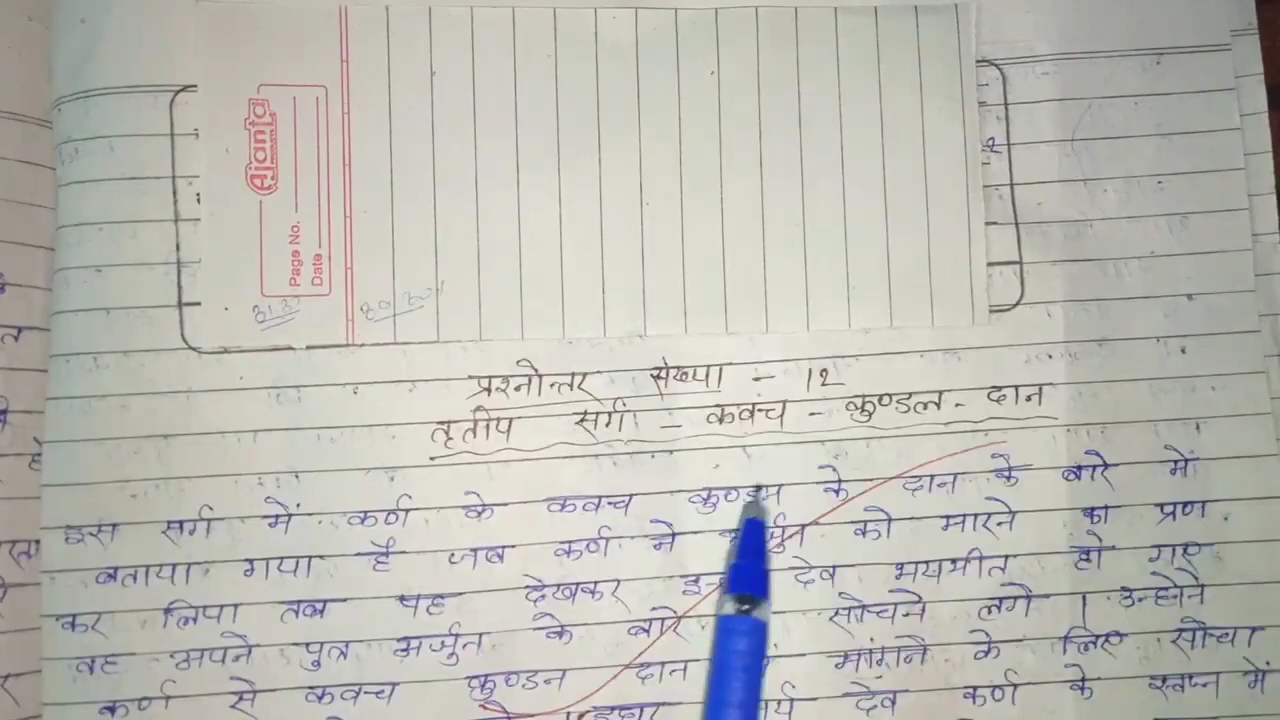 Ajanta
Page No.
Date
प्रश्नोत्तर संख्या - 12
तृतीप सर्ग - कवच - कुण्डल - दान
इस सर्ग में कर्ण के कवच के दान के बारे में
बताया गया है जब कर्ण ने को मारने का प्रण
कर लिपा तब यह देखकर देव भयभीत हो गए
वह अपने पुत्र अर्जुन के बारे सोचने लगे । उन्होने
कर्ण से कवच कुण्डन दान मांगने के लिए सोचा
देव कर्ण के स्वप्न में